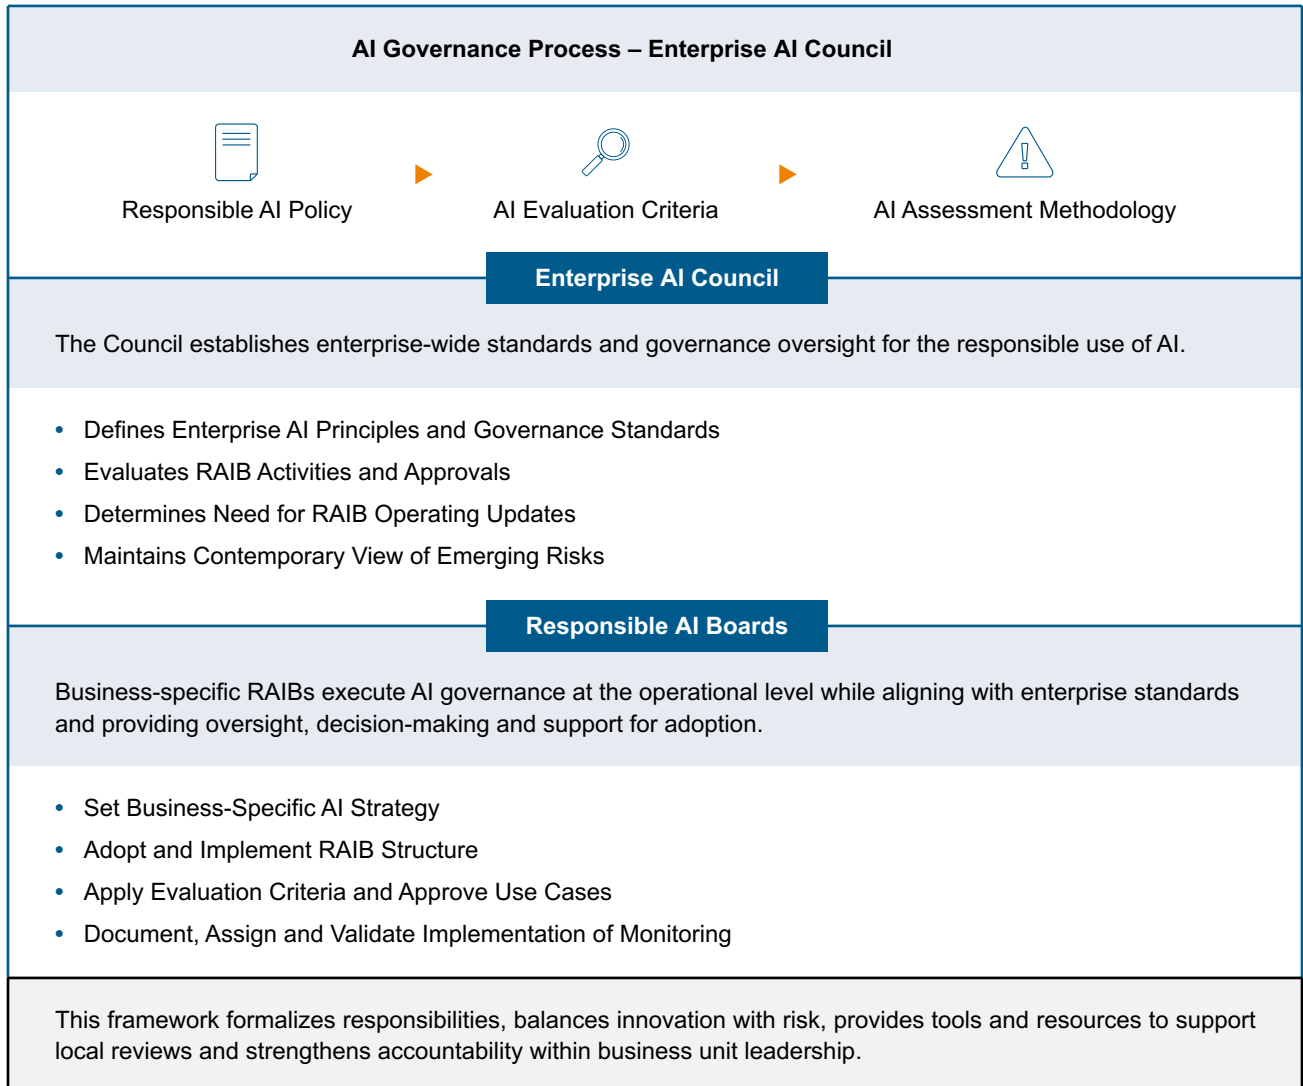 AI Governance Process – Enterprise AI Council
Responsible AI Policy
AI Evaluation Criteria
AI Assessment Methodology
Enterprise AI Council
The Council establishes enterprise-wide standards and governance oversight for the responsible use of AI.
• Defines Enterprise AI Principles and Governance Standards
• Evaluates RAIB Activities and Approvals
• Determines Need for RAIB Operating Updates
• Maintains Contemporary View of Emerging Risks
Responsible AI Boards
Business-specific RAIBs execute AI governance at the operational level while aligning with enterprise standards
and providing oversight, decision-making and support for adoption.
• Set Business-Specific AI Strategy
• Adopt and Implement RAIB Structure
• Apply Evaluation Criteria and Approve Use Cases
• Document, Assign and Validate Implementation of Monitoring
This framework formalizes responsibilities, balances innovation with risk, provides tools and resources to support
local reviews and strengthens accountability within business unit leadership.